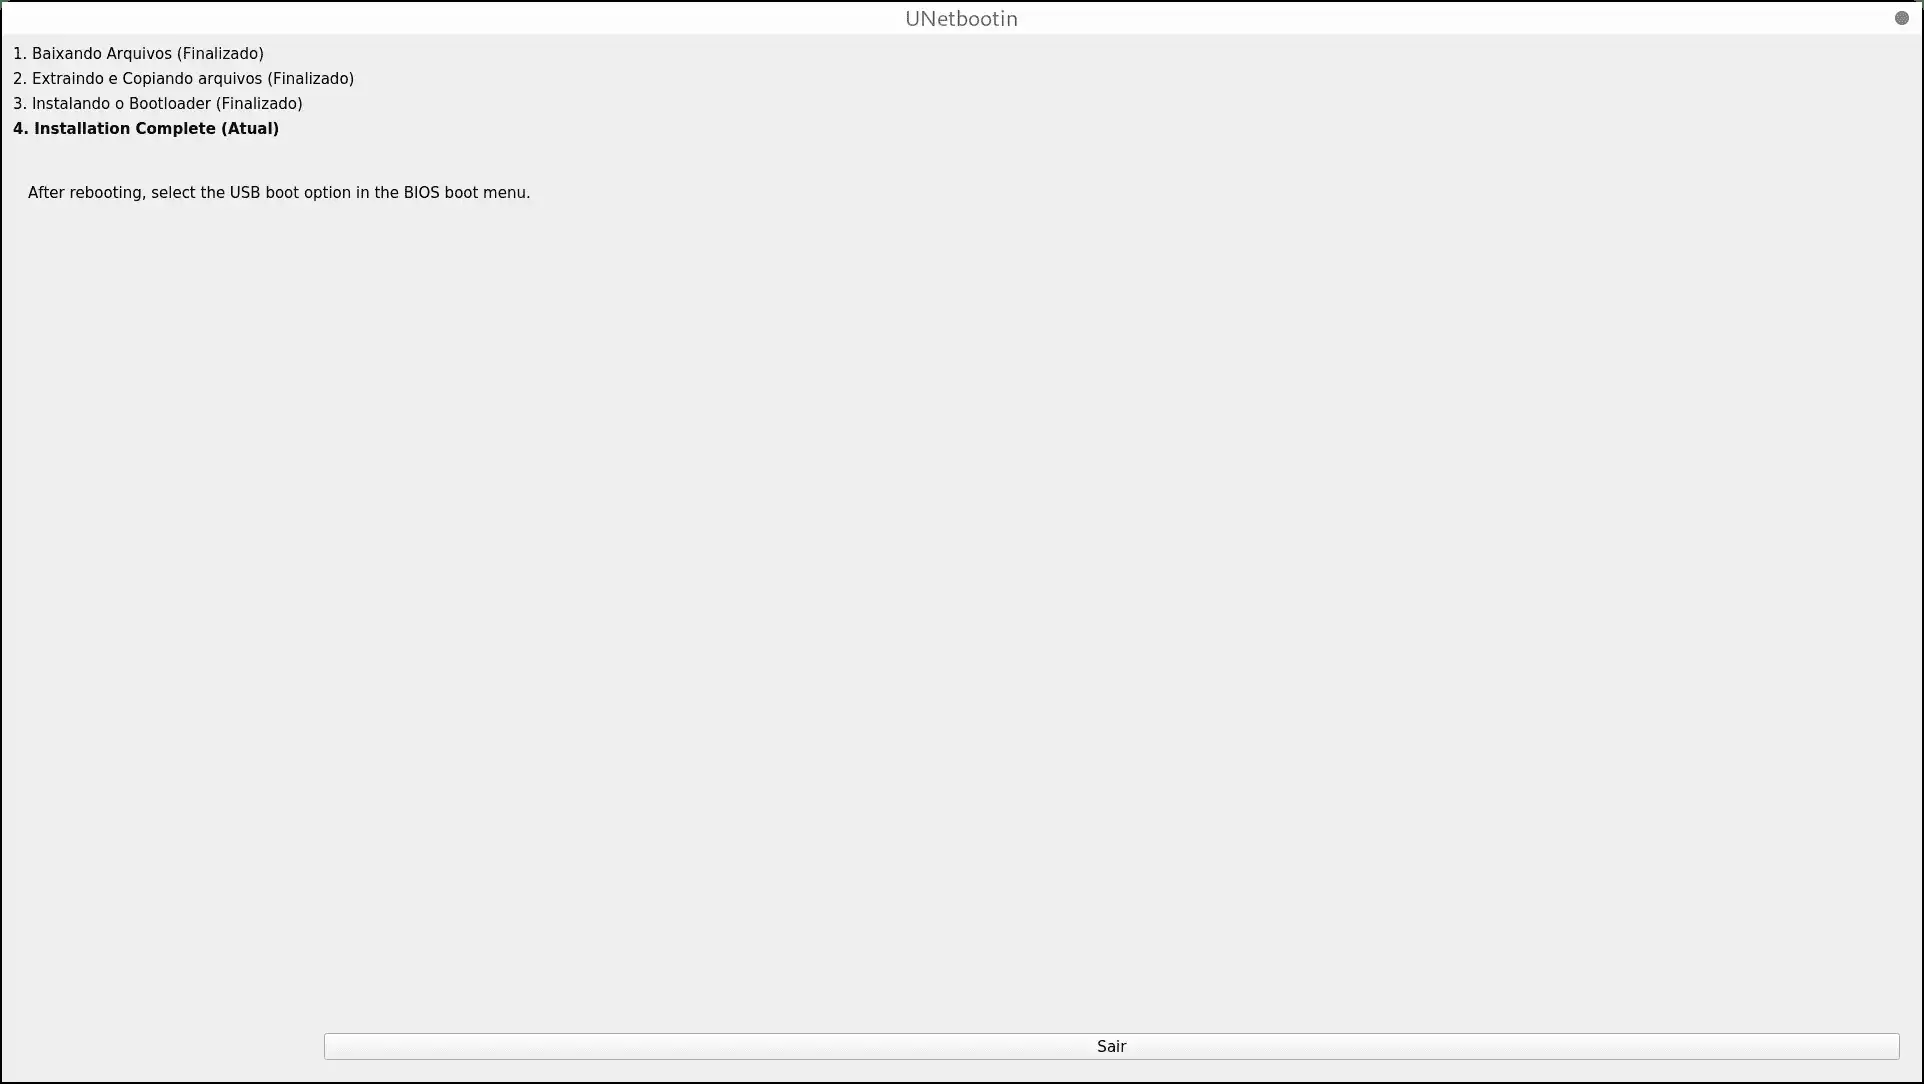 UNetbootin
1. Baixando Arquivos (Finalizado)
2. Extraindo e Copiando arquivos (Finalizado)
3. Instalando o Bootloader (Finalizado)
4. Installation Complete (Atual)
After rebooting, select the USB boot option in the BIOS boot menu.
Sair